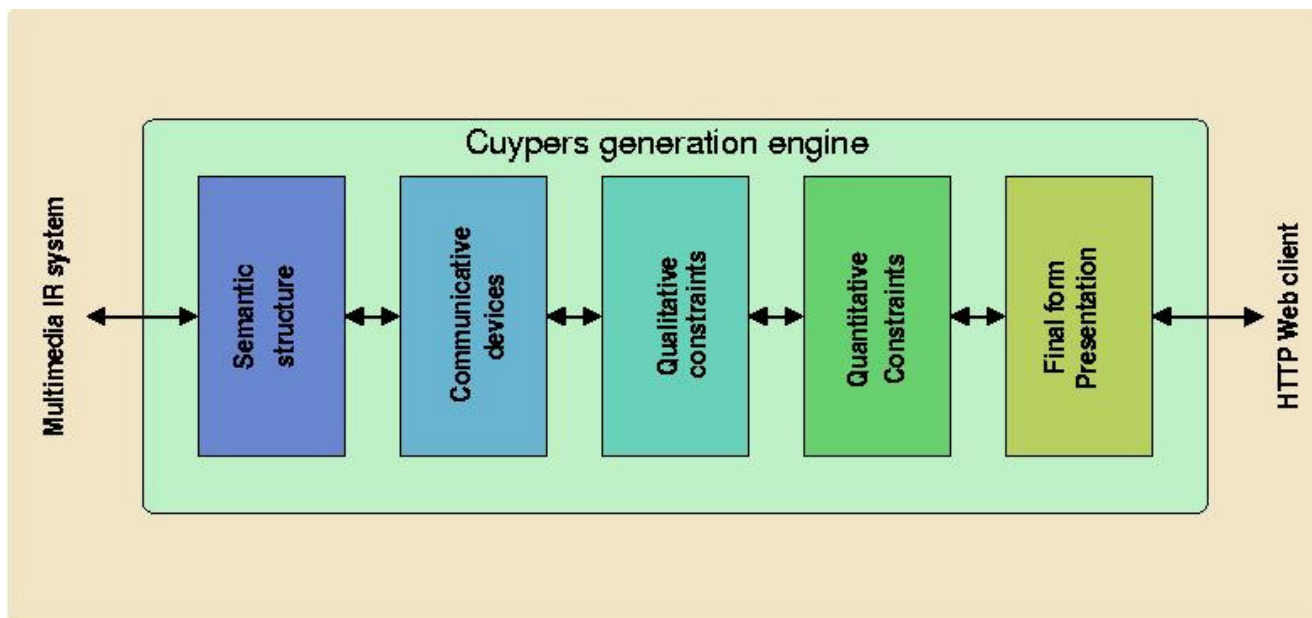 Cuypers generation engine
Multimedia IR system
Semantic
structure
Communicative
devices
Qualitative
constraints
Quantitative
Constraints
Final form
Presentation
HTTP Web client